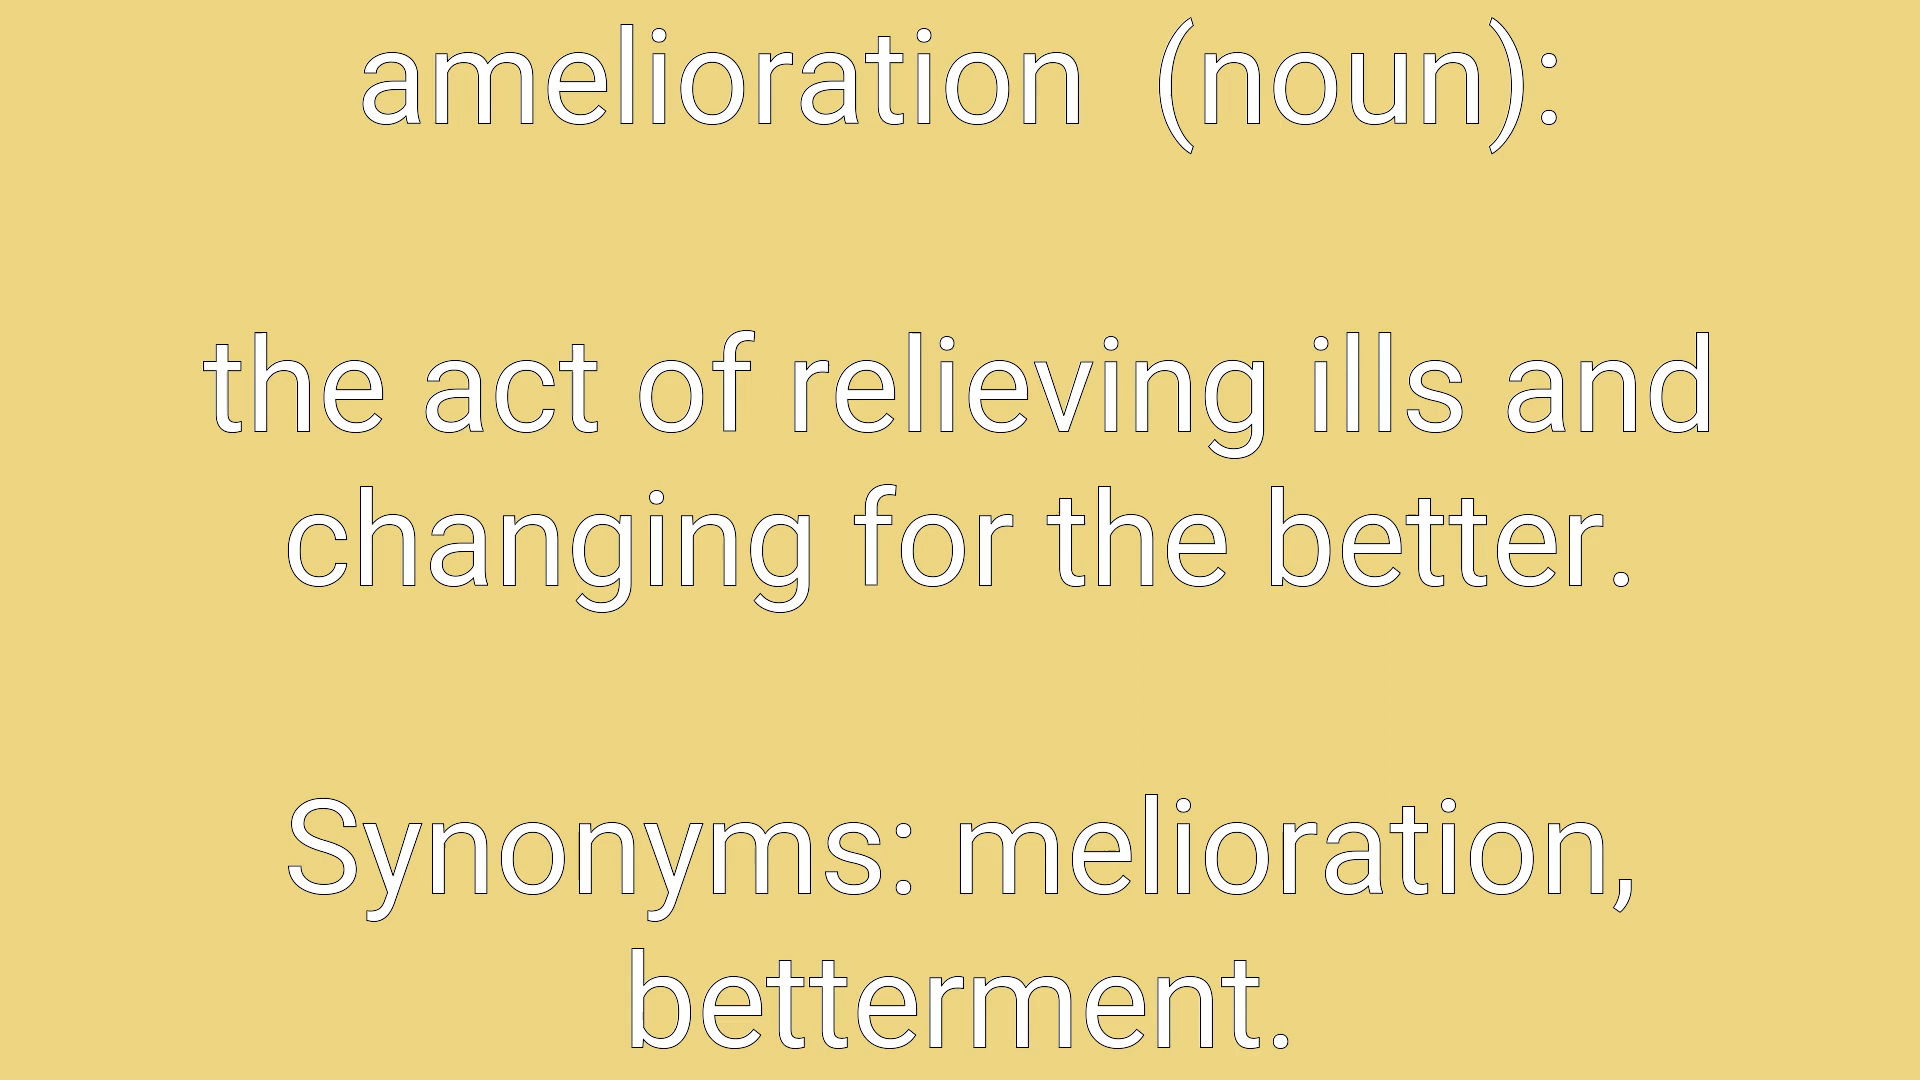 amelioration  (noun):
the act of relieving ills and
changing for the better.
Synonyms: melioration,
betterment.